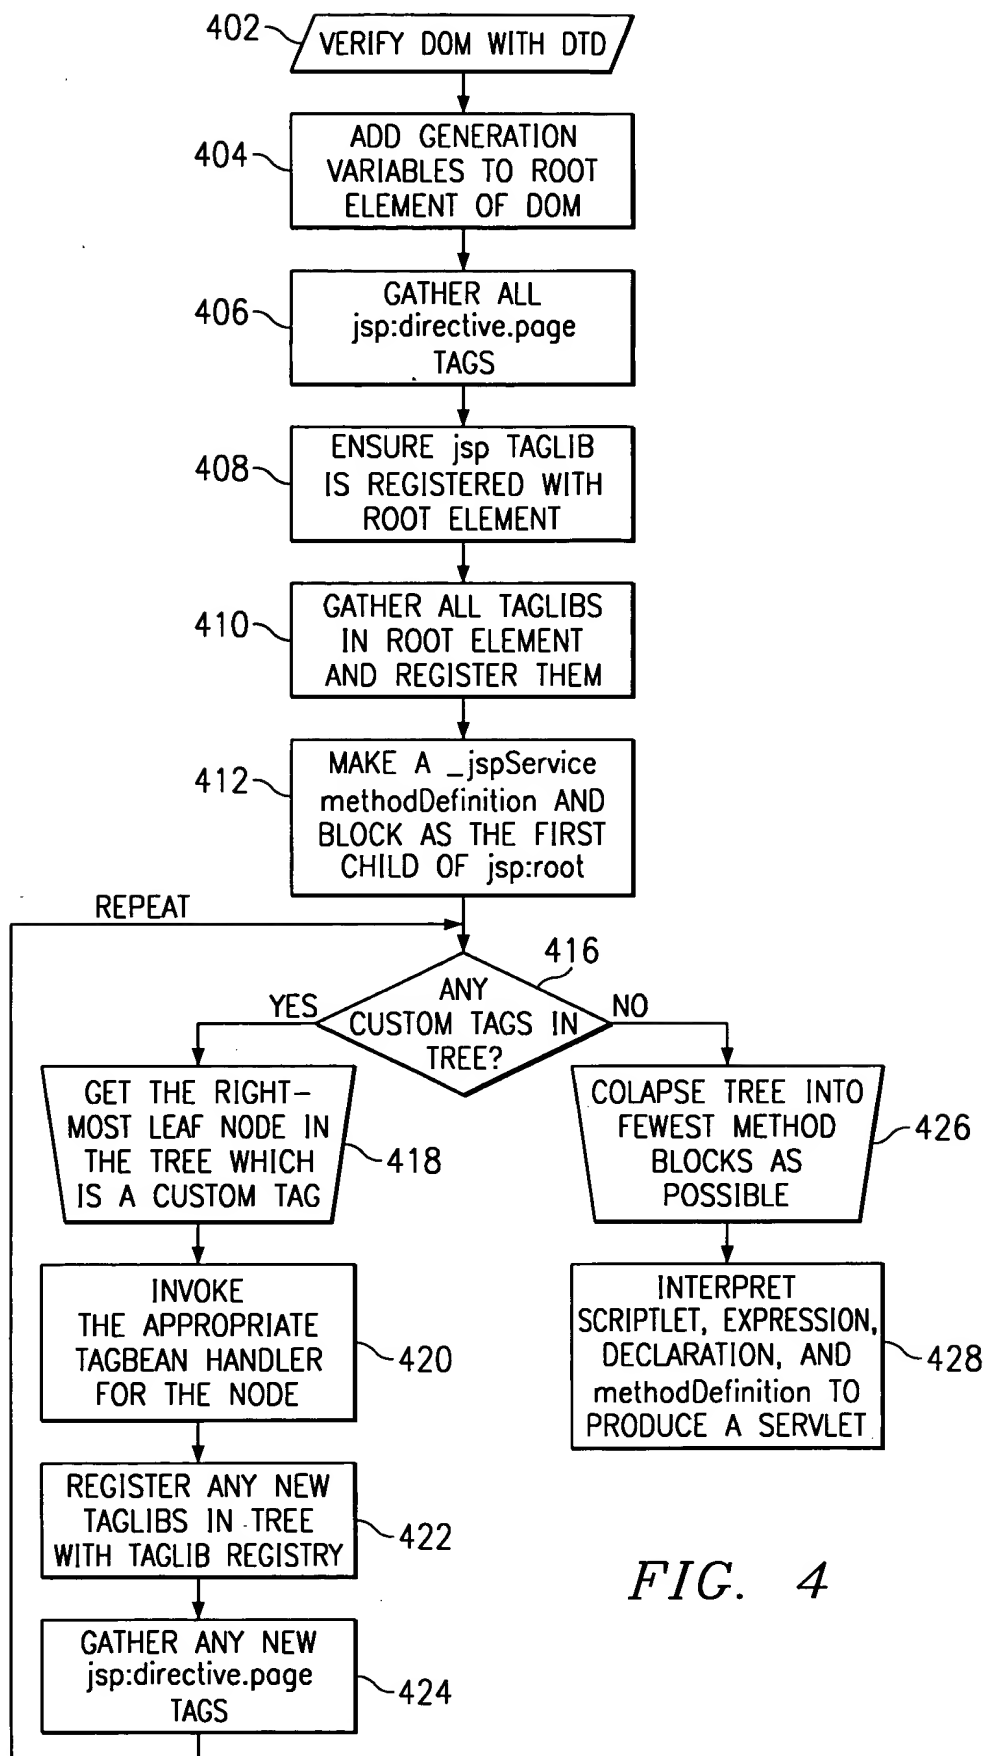 402
VERIFY DOM WITH DTD
404
ADD GENERATION
VARIABLES TO ROOT
ELEMENT OF DOM
406
GATHER ALL
jsp:directive.page
TAGS
408
ENSURE jsp TAGLIB
IS REGISTERED WITH
ROOT ELEMENT
410
GATHER ALL TAGLIBS
IN ROOT ELEMENT
AND REGISTER THEM
412
MAKE A _jspService
methodDefinition AND
BLOCK AS THE FIRST
CHILD OF jsp:root
REPEAT
416
ANY
CUSTOM TAGS IN
TREE?
YES
NO
GET THE RIGHT-
MOST LEAF NODE IN
THE TREE WHICH
IS A CUSTOM TAG
418
COLAPSE TREE INTO
FEWEST METHOD
BLOCKS AS
POSSIBLE
426
INVOKE
THE APPROPRIATE
TAGBEAN HANDLER
FOR THE NODE
420
INTERPRET
SCRIPTLET, EXPRESSION,
DECLARATION, AND
methodDefinition TO
PRODUCE A SERVLET
428
REGISTER ANY NEW
TAGLIBS IN TREE
WITH TAGLIB REGISTRY
422
GATHER ANY NEW
jsp:directive.page
TAGS
424
FIG. 4